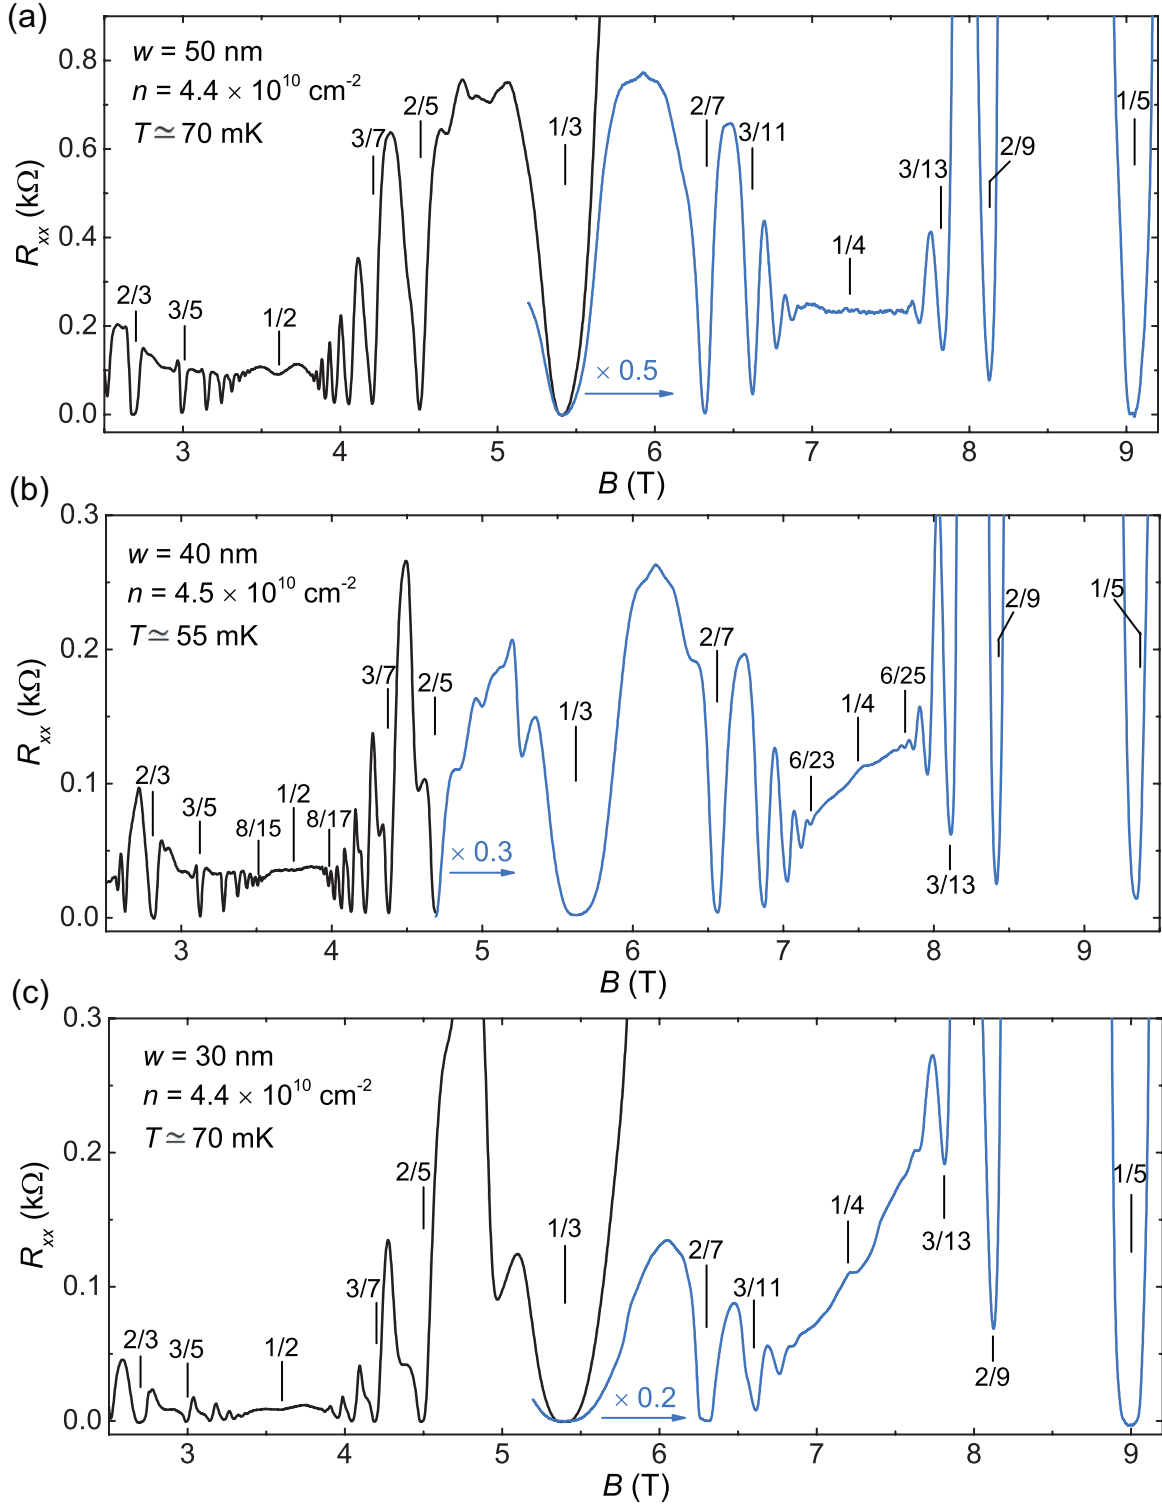 (a)
w = 50 nm
n = 4.4 × 10¹⁰ cm⁻²
T ≃ 70 mK
2/3
3/5
1/2
3/7
2/5
1/3
2/7
3/11
1/4
3/13
2/9
1/5
× 0.5
0.8
0.6
0.4
0.2
0.0
Rxx (kΩ)
3 4 5 6 7 8 9
B (T)
(b)
w = 40 nm
n = 4.5 × 10¹⁰ cm⁻²
T ≃ 55 mK
2/3
3/5
8/15
1/2
8/17
3/7
2/5
1/3
2/7
6/23
1/4
6/25
3/13
2/9
1/5
× 0.3
0.3
0.2
0.1
0.0
Rxx (kΩ)
3 4 5 6 7 8 9
B (T)
(c)
w = 30 nm
n = 4.4 × 10¹⁰ cm⁻²
T ≃ 70 mK
2/3
3/5
1/2
3/7
2/5
1/3
2/7
3/11
1/4
3/13
2/9
1/5
× 0.2
0.3
0.2
0.1
0.0
Rxx (kΩ)
3 4 5 6 7 8 9
B (T)